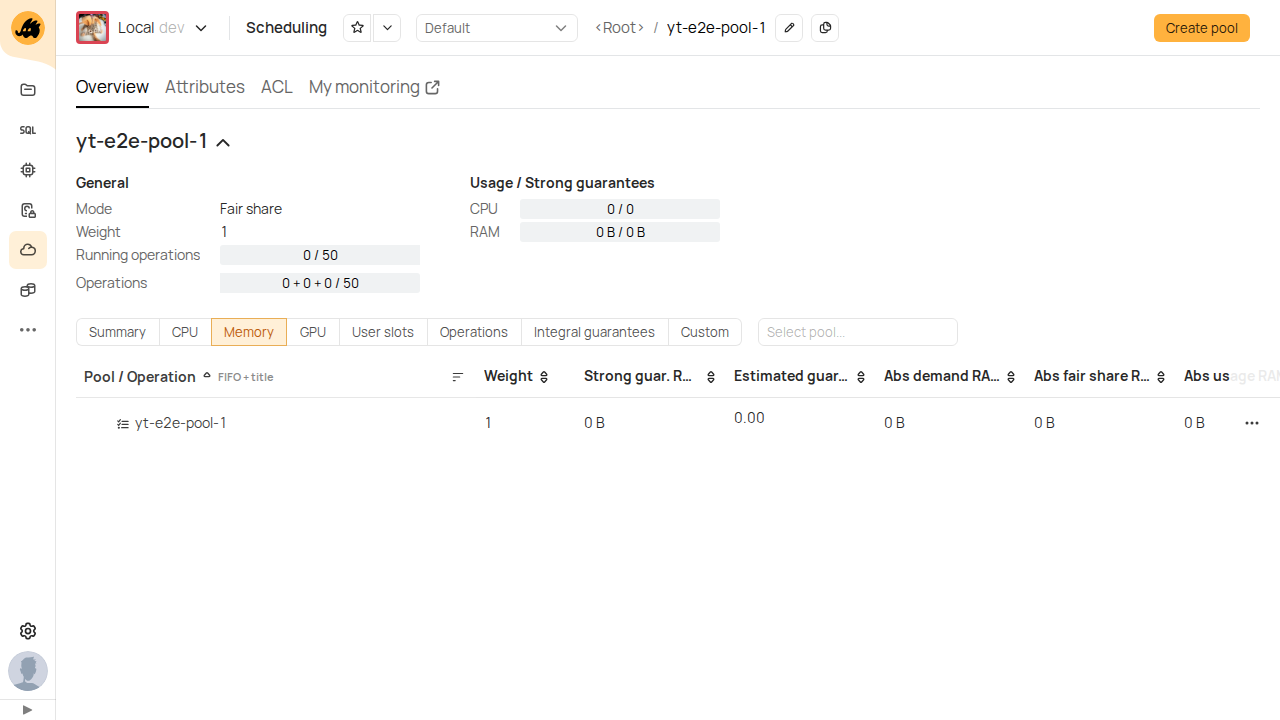 Local dev
Scheduling
Default
<Root> / yt-e2e-pool-1
Create pool
SQL
Overview
Attributes
ACL
My monitoring
yt-e2e-pool-1
General
Mode
Fair share
Weight
1
Running operations
0 / 50
Operations
0 + 0 + 0 / 50
Usage / Strong guarantees
CPU
0 / 0
RAM
0 B / 0 B
Summary
CPU
Memory
GPU
User slots
Operations
Integral guarantees
Custom
Select pool...
Pool / Operation
FIFO + title
Weight
Strong guar. R...
Estimated guar...
Abs demand RA...
Abs fair share R...
Abs usage RAM
yt-e2e-pool-1
1
0 B
0.00
0 B
0 B
0 B